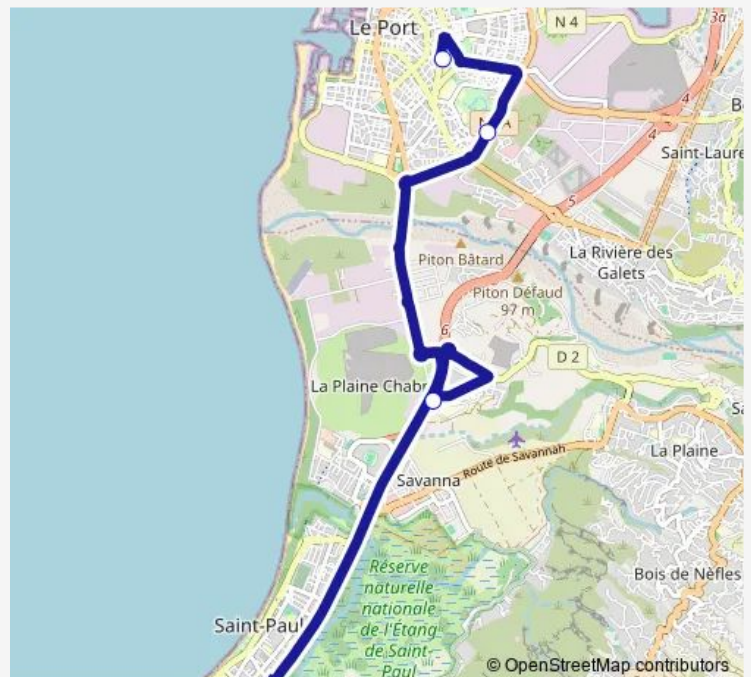 Le Port
N 4
3a
4
4
Saint-Laure
5
Piton Bâtard
La Rivière des
Galets
Piton Défaud
97 m
6
D 2
La Plaine Chab
La Plaine
Route de Savannah
Savanna
Réserve
naturelle
nationale
de l'Étang
de Saint-
Paul
Bois de Nèfles
Saint-Paul
© OpenStreetMap contributors